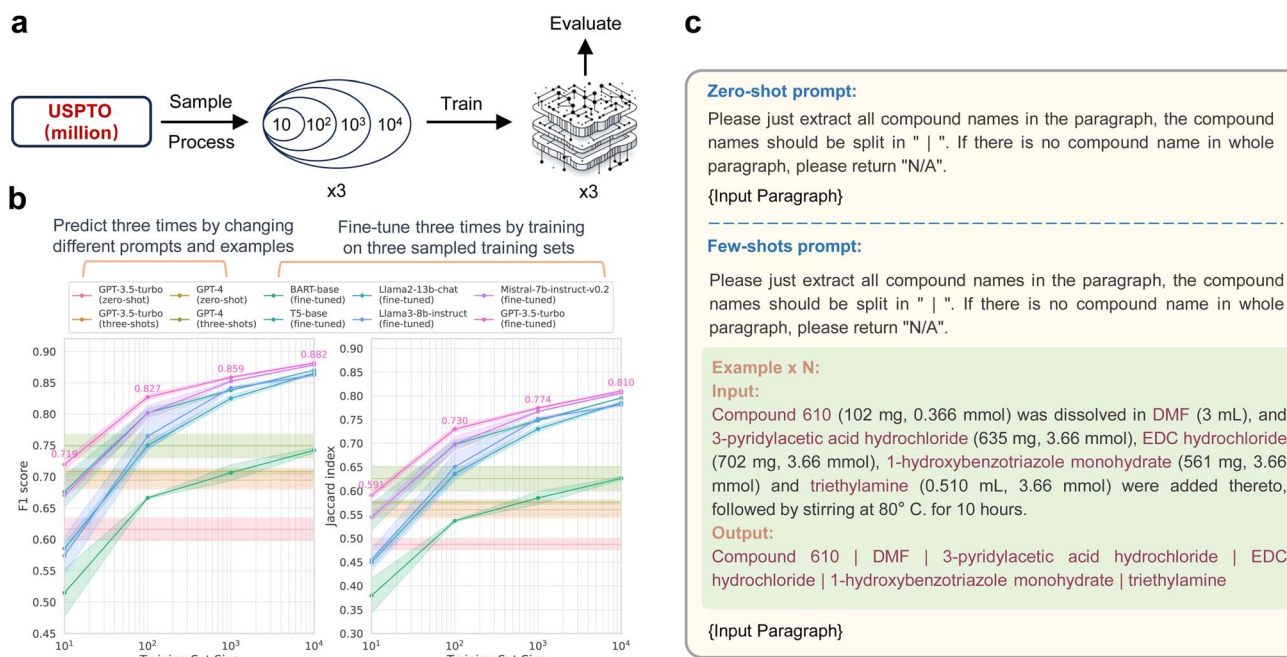 a
USPTO
(million)
Sample
Process
10
10²
10³
10⁴
x3
Train
Evaluate
x3
b
Predict three times by changing
different prompts and examples
Fine-tune three times by training
on three sampled training sets
GPT-3.5-turbo
(zero-shot)
GPT-3.5-turbo
(three-shots)
GPT-4
(zero-shot)
GPT-4
(three-shots)
BART-base
(fine-tuned)
T5-base
(fine-tuned)
Llama2-13b-chat
(fine-tuned)
Llama3-8b-instruct
(fine-tuned)
Mistral-7b-instruct-v0.2
(fine-tuned)
GPT-3.5-turbo
(fine-tuned)
F1 score
0.90
0.85
0.80
0.75
0.70
0.65
0.60
0.55
0.50
0.45
0.719
0.827
0.859
0.882
10¹
10²
10³
10⁴
Training Set Size
Jaccard index
0.90
0.85
0.80
0.75
0.70
0.65
0.60
0.55
0.50
0.45
0.40
0.35
0.30
0.591
0.730
0.774
0.810
10¹
10²
10³
10⁴
Training Set Size
c
Zero-shot prompt:
Please just extract all compound names in the paragraph, the compound
names should be split in " | ". If there is no compound name in whole
paragraph, please return "N/A".
{Input Paragraph}
Few-shots prompt:
Please just extract all compound names in the paragraph, the compound
names should be split in " | ". If there is no compound name in whole
paragraph, please return "N/A".
Example x N:
Input:
Compound 610 (102 mg, 0.366 mmol) was dissolved in DMF (3 mL), and
3-pyridylacetic acid hydrochloride (635 mg, 3.66 mmol), EDC hydrochloride
(702 mg, 3.66 mmol), 1-hydroxybenzotriazole monohydrate (561 mg, 3.66
mmol) and triethylamine (0.510 mL, 3.66 mmol) were added thereto,
followed by stirring at 80° C. for 10 hours.
Output:
Compound 610 | DMF | 3-pyridylacetic acid hydrochloride | EDC
hydrochloride | 1-hydroxybenzotriazole monohydrate | triethylamine
{Input Paragraph}